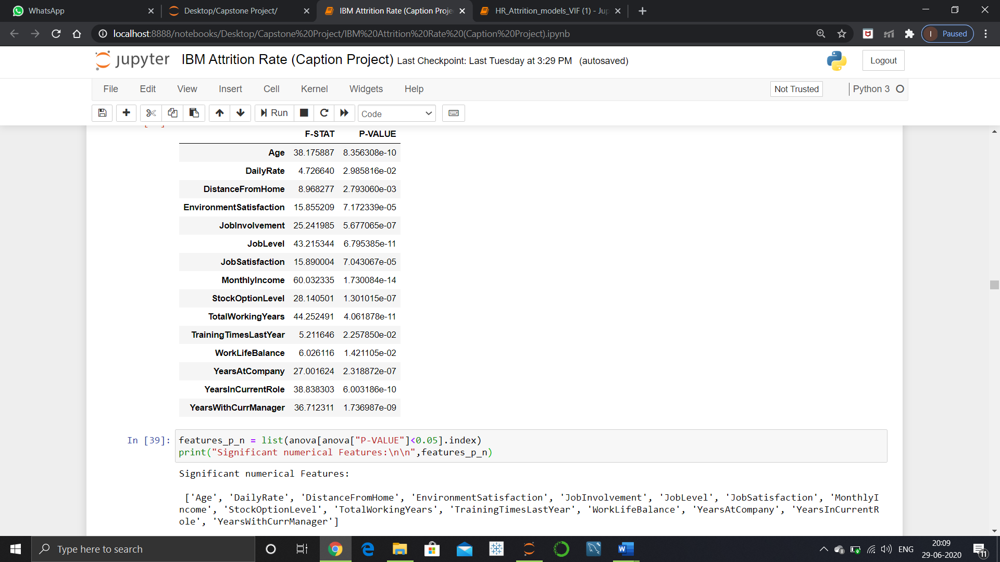 WhatsApp
Desktop/Capstone Project/
IBM Attrition Rate (Caption Proje
HR_Attrition_models_VIF (1) - Jup
localhost:8888/notebooks/Desktop/Capstone%20Project/IBM%20Attrition%20Rate%20(Caption%20Project).ipynb
I Paused
jupyter IBM Attrition Rate (Caption Project) Last Checkpoint: Last Tuesday at 3:29 PM (autosaved)
Logout
File Edit View Insert Cell Kernel Widgets Help
Not Trusted
Python 3
Run
Code
F-STAT P-VALUE
Age 38.175887 8.356308e-10
DailyRate 4.726640 2.985816e-02
DistanceFromHome 8.968277 2.793060e-03
EnvironmentSatisfaction 15.855209 7.172339e-05
JobInvolvement 25.241985 5.677065e-07
JobLevel 43.215344 6.795385e-11
JobSatisfaction 15.890004 7.043067e-05
MonthlyIncome 60.032335 1.730084e-14
StockOptionLevel 28.140501 1.301015e-07
TotalWorkingYears 44.252491 4.061878e-11
TrainingTimesLastYear 5.211646 2.257850e-02
WorkLifeBalance 6.026116 1.421105e-02
YearsAtCompany 27.001624 2.318872e-07
YearsInCurrentRole 38.838303 6.003186e-10
YearsWithCurrManager 36.712311 1.736987e-09
In [39]: features_p_n = list(anova[anova["P-VALUE"]<0.05].index)
print("Significant numerical Features:\n\n",features_p_n)
Significant numerical Features:
['Age', 'DailyRate', 'DistanceFromHome', 'EnvironmentSatisfaction', 'JobInvolvement', 'JobLevel', 'JobSatisfaction', 'MonthlyI
ncome', 'StockOptionLevel', 'TotalWorkingYears', 'TrainingTimesLastYear', 'WorkLifeBalance', 'YearsAtCompany', 'YearsInCurrentR
ole', 'YearsWithCurrManager']
Type here to search
ENG
20:09
29-06-2020
11